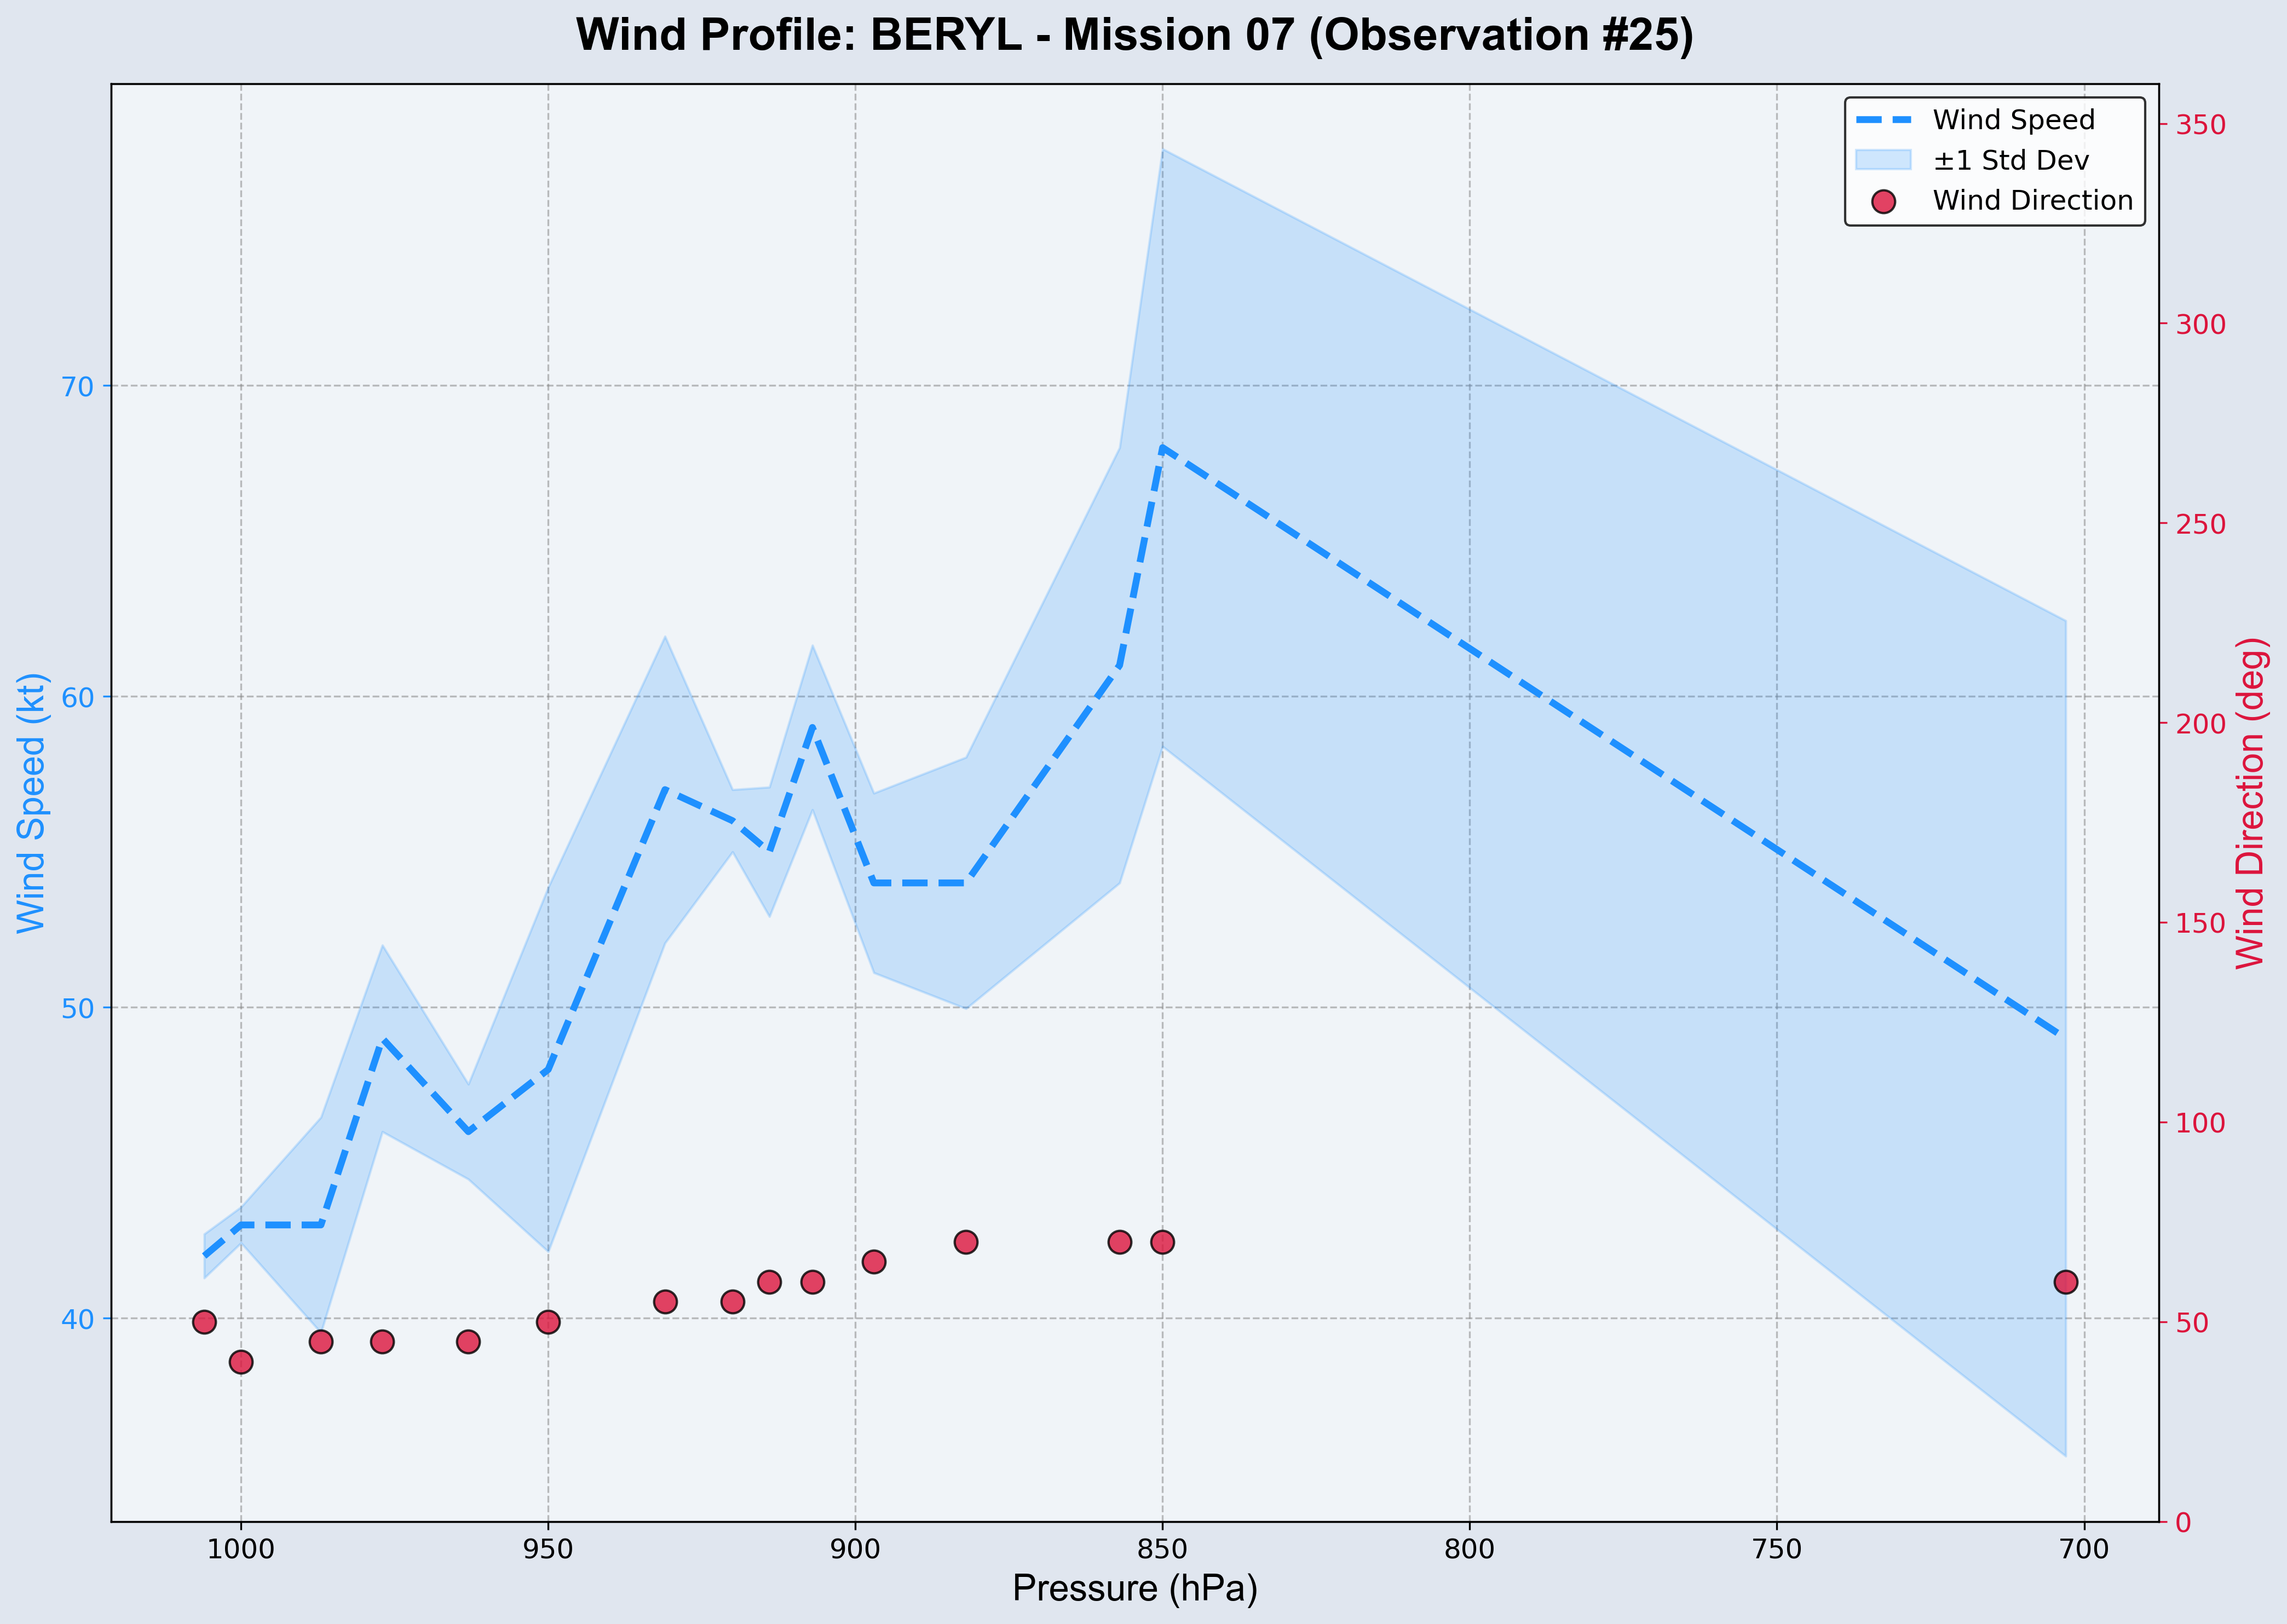 Wind Profile: BERYL - Mission 07 (Observation #25)
Wind Speed
±1 Std Dev
Wind Direction
Wind Speed (kt)
70
60
50
40
350
300
250
200
150
100
50
0
Wind Direction (deg)
1000 950 900 850 800 750 700
Pressure (hPa)